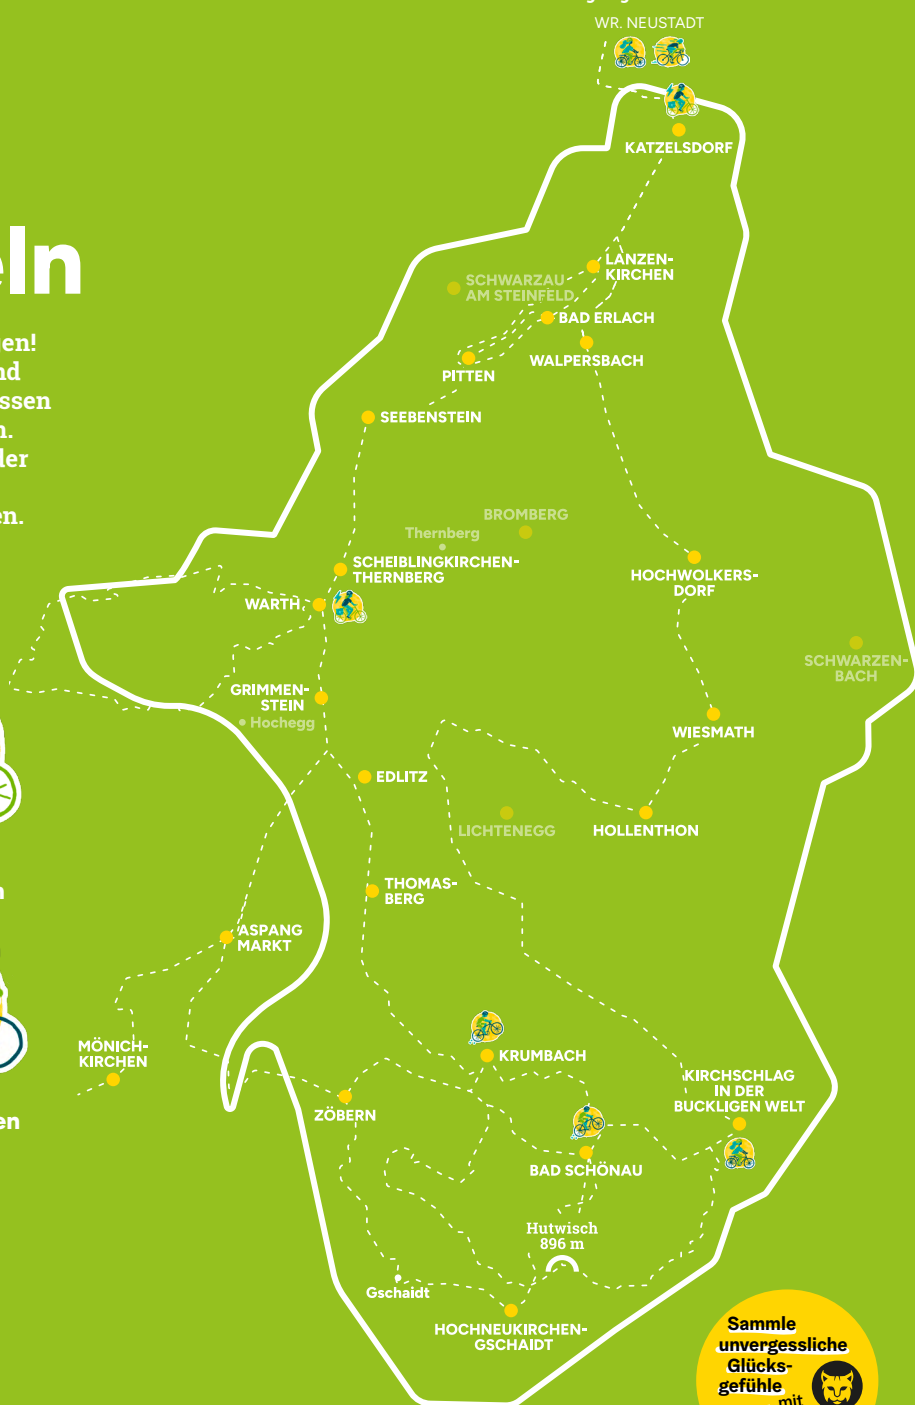 WR. NEUSTADT
KATZELSDORF
eln
LANZEN-
KIRCHEN
SCHWARZAU
AM STEINFELD
BAD ERLACH
en!
nd
WALPERSBACH
PITTEN
ssen
SEEBENSTEIN
n.
der
BROMBERG
en.
Thernberg
SCHEIBLINGKIRCHEN-
THERNBERG
HOCHWOLKERS-
DORF
WARTH
SCHWARZEN-
BACH
GRIMMEN-
STEIN
Hochegg
WIESMATH
EDLITZ
LICHTENEGG
HOLLENTHON
THOMAS-
BERG
n
ASPANG
MARKT
MÖNICH-
KIRCHEN
KRUMBACH
KIRCHSCHLAG
IN DER
BUCKLIGEN WELT
ZÖBERN
en
BAD SCHÖNAU
Hutwisch
896 m
Gschaidt
HOCHNEUKIRCHEN-
GSCHAIDT
Sammle
unvergessliche
Glücks-
gefühle
mit